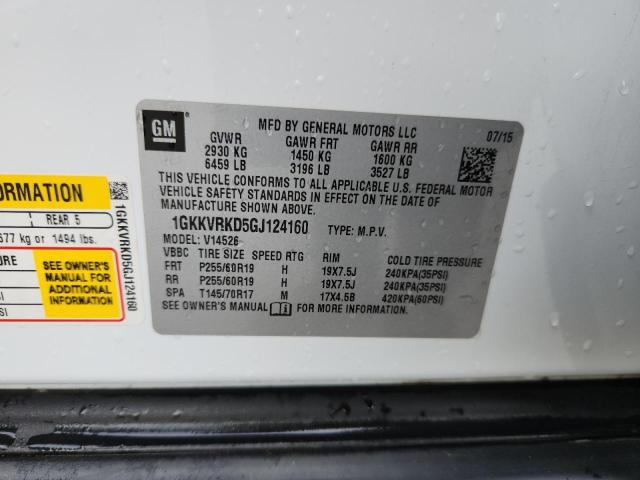 GM
MFD BY GENERAL MOTORS LLC 07/15
GVWR GAWR FRT GAWR RR
2930 KG 1450 KG 1600 KG
6459 LB 3196 LB 3527 LB
THIS VEHICLE CONFORMS TO ALL APPLICABLE U.S. FEDERAL MOTOR
VEHICLE SAFETY STANDARDS IN EFFECT ON THE DATE OF
MANUFACTURE SHOWN ABOVE.
1GKKVRKD5GJ124160 TYPE: M.P.V.
MODEL: V14526
VBBC TIRE SIZE SPEED RTG RIM COLD TIRE PRESSURE
FRT P255/60R19 H 19X7.5J 240KPA(35PSI)
RR P255/60R19 H 19X7.5J 240KPA(35PSI)
SPA T145/70R17 M 17X4.5B 420KPA(60PSI)
SEE OWNER'S MANUAL FOR MORE INFORMATION.
FORMATION
REAR 5
677 kg or 1494 lbs.
SEE OWNER'S
MANUAL FOR
ADDITIONAL
INFORMATION
1GKKVRKD5GJ124160